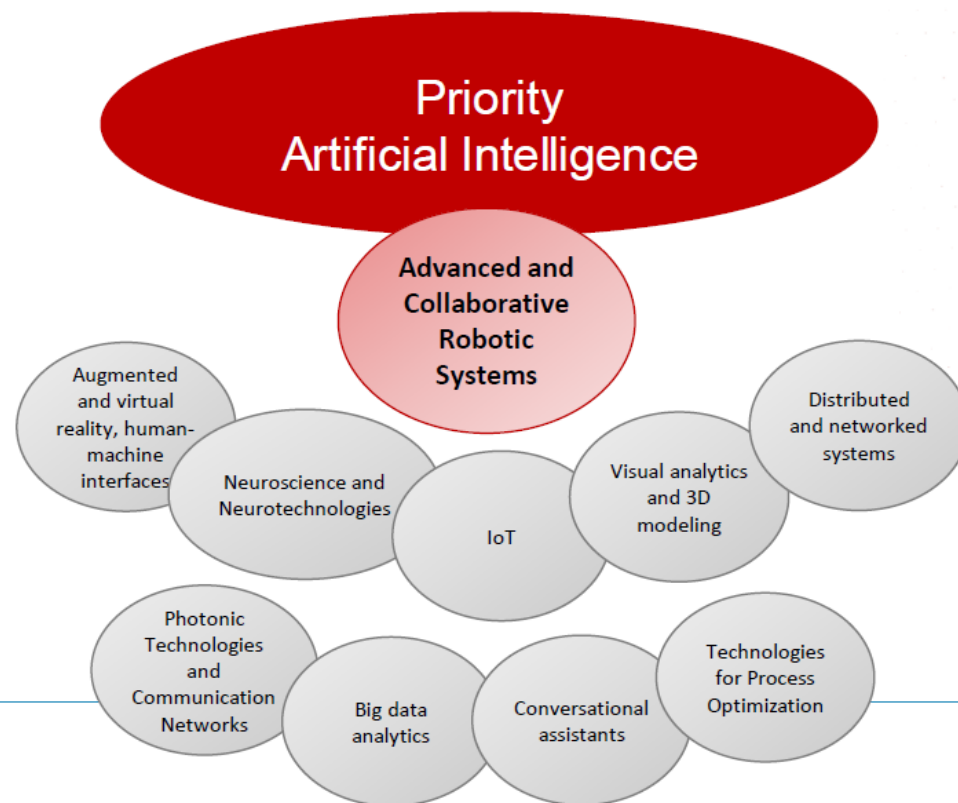 Priority
Artificial Intelligence
Advanced and
Collaborative
Robotic
Systems
Augmented
and virtual
reality, human-
machine
interfaces
Neuroscience and
Neurotechnologies
IoT
Visual analytics
and 3D
modeling
Distributed
and networked
systems
Photonic
Technologies
and
Communication
Networks
Big data
analytics
Conversational
assistants
Technologies
for Process
Optimization